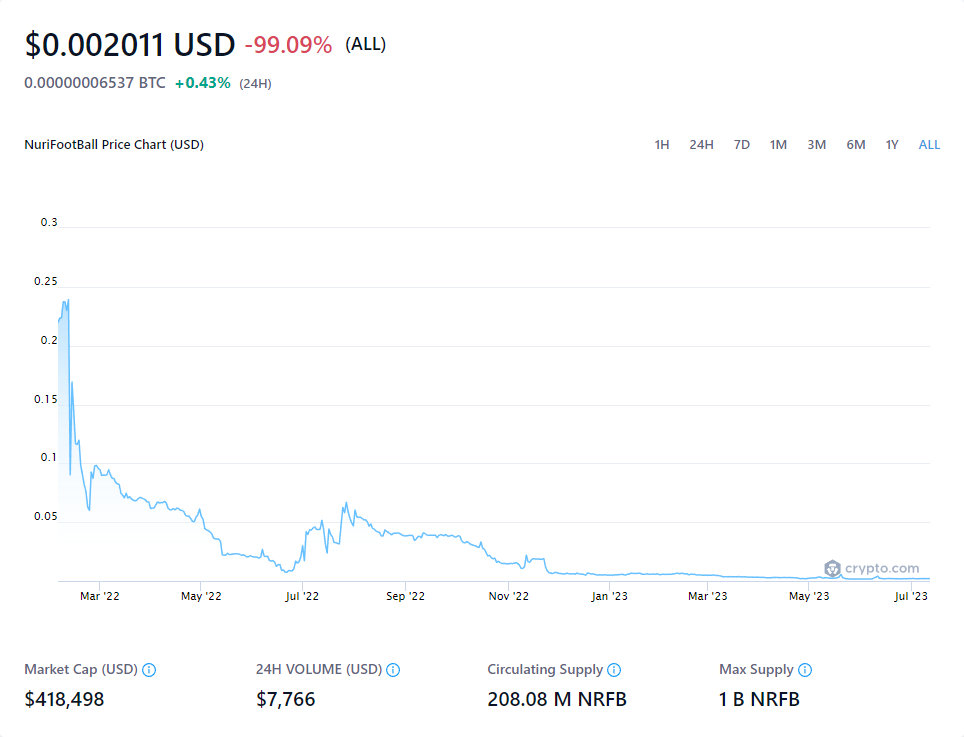 $0.002011 USD -99.09% (ALL)
0.00000006537 BTC +0.43% (24H)
NuriFootBall Price Chart (USD) 1H 24H 7D 1M 3M 6M 1Y ALL
0.3
0.25
0.2
0.15
0.1
0.05
crypto.com
Mar '22 May '22 Jul '22 Sep '22 Nov '22 Jan '23 Mar '23 May '23 Jul '23
Market Cap (USD) 24H VOLUME (USD) Circulating Supply Max Supply
$418,498 $7,766 208.08 M NRFB 1 B NRFB